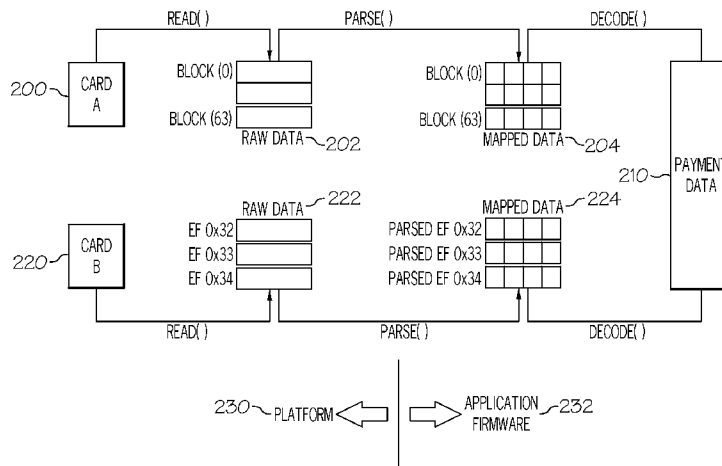 READ( ) PARSE( ) DECODE( )
200 CARD A
BLOCK (0)
BLOCK (63)
RAW DATA 202
BLOCK (0)
BLOCK (63)
MAPPED DATA 204
210 PAYMENT DATA
220 CARD B
RAW DATA 222
EF 0x32
EF 0x33
EF 0x34
MAPPED DATA 224
PARSED EF 0x32
PARSED EF 0x33
PARSED EF 0x34
READ( ) PARSE( ) DECODE( )
230 PLATFORM
APPLICATION 232
FIRMWARE